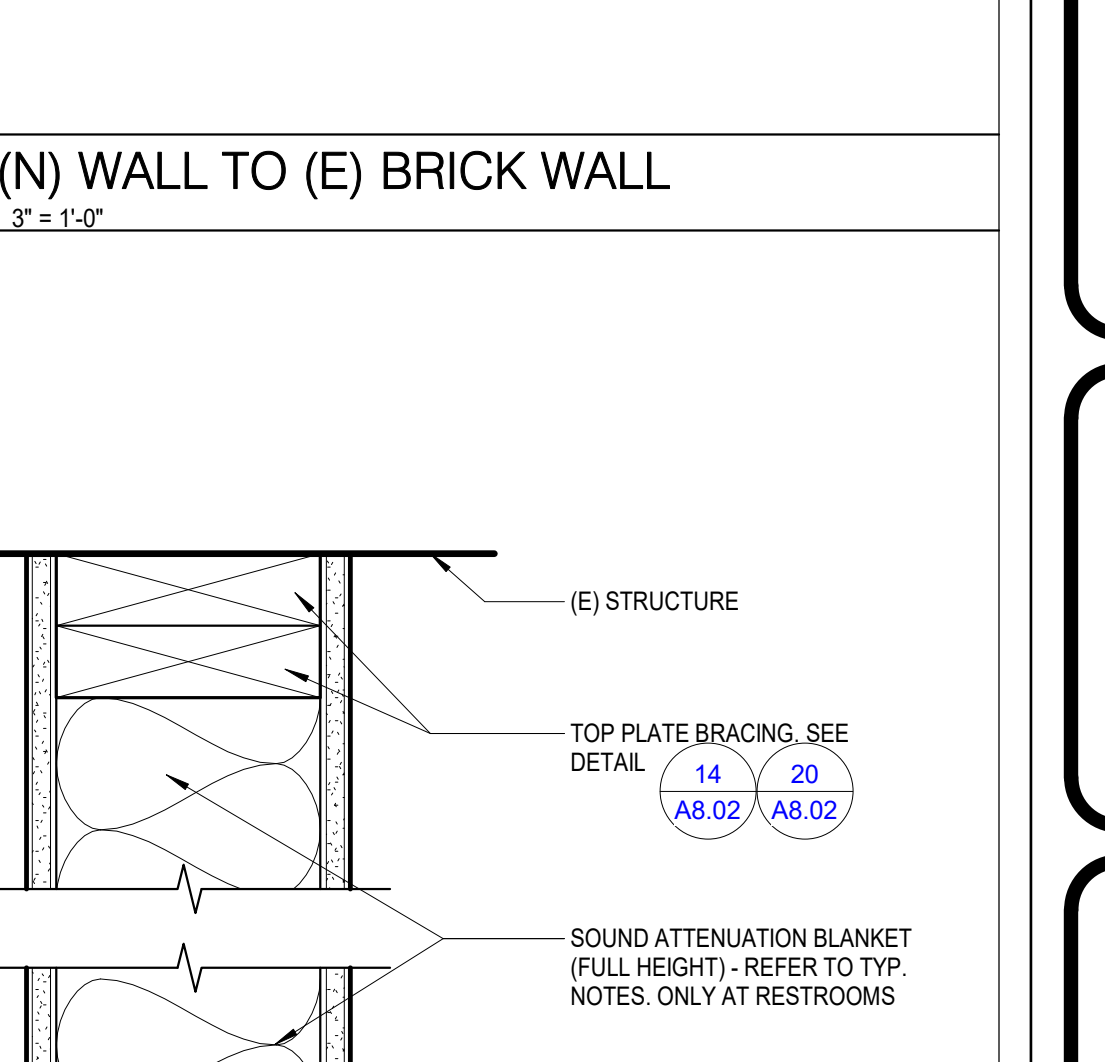 (N) WALL TO (E) BRICK WALL
3" = 1'-0"
(E) STRUCTURE
TOP PLATE BRACING. SEE
DETAIL
14
A8.02
20
A8.02
SOUND ATTENUATION BLANKET
(FULL HEIGHT) - REFER TO TYP.
NOTES. ONLY AT RESTROOMS